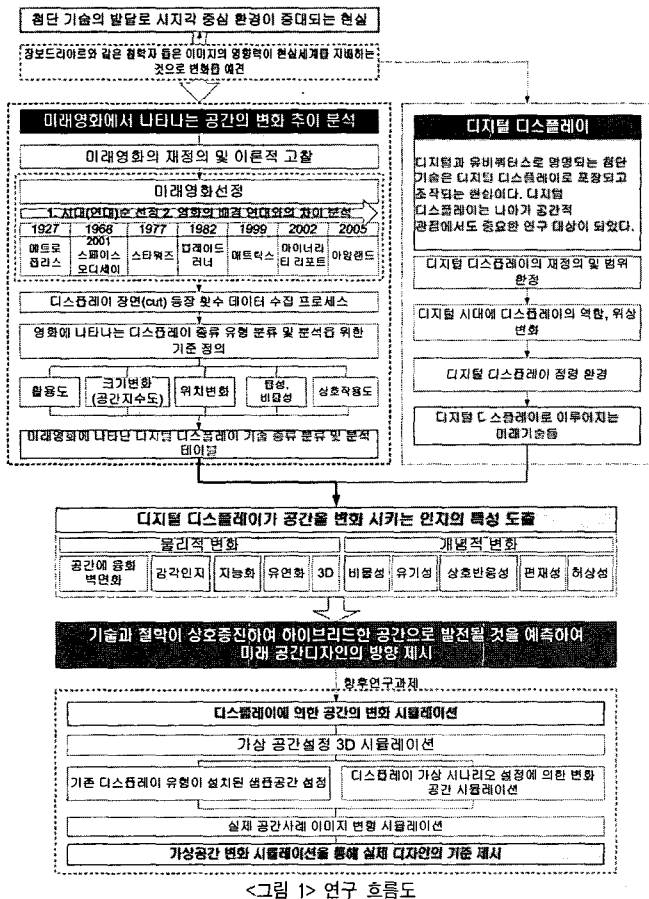 첨단 기술의 발달로 시지각 중심 환경이 증대되는 현실
장보드리아르와 같은 철학자 들은 이미지의 영향력이 현실세계를 지배하는
것으로 변화를 예견
미래영화에서 나타나는 공간의 변화 추이 분석
미래영화의 재정의 및 이론적 고찰
미래영화선정
1. 시대(연대)순 선정 2. 영화의 배경 연대와의 차이 분석
1927 1968 1977 1982 1999 2002 2005
메트로
폴리스
2001
스페이스
오디세이
스타워즈
블레이드
러너
매트릭스
마이너리
티 리포트
아일랜드
디스플레이 장면(cut) 등장 횟수 데이터 수집 프로세스
영화에 나타나는 디스플레이 종류 유형 분류 및 분석을 위한
기준 정의
활용도
크기변화
(공간지수도)
위치변화
물성,
비물성
상호작용도
미래영화에 나타난 디지털 디스플레이 기술 종류 분류 및 분석
테이블
디지털 디스플레이
디지털과 유비쿼터스로 명명되는 첨단
기술은 디지털 디스플레이로 포장되고
조작되는 현실이다. 디지털
디스플레이는 나아가 공간적
관점에서도 중요한 연구 대상이 되었다.
디지털 디스플레이의 재정의 및 범위
한정
디지털 시대에 디스플레이의 역할, 위상
변화
디지털 디스플레이 점령 환경
디지털 디스플레이로 이루어지는
미래기술들
디지털 디스플레이가 공간을 변화 시키는 인지의 특성 도출
물리적 변화 개념적 변화
공간에 융화
벽면화
감각인지 지능화 유연화 3D 비물성 유기성 상호반응성 편재성 허상성
기술과 철학이 상호증진하여 하이브리드한 공간으로 발전될 것을 예측하여
미래 공간디자인의 방향 제시
향후연구과제
디스플레이에 의한 공간의 변화 시뮬레이션
가상 공간설정 3D 시뮬레이션
기존 디스플레이 유형이 설치된 샘플공간 설정
디스플레이 가상 시나리오 설정에 의한 변화
공간 시뮬레이션
실제 공간사례 이미지 변형 시뮬레이션
가상공간 변화 시뮬레이션을 통해 실제 디자인의 기준 제시
<그림 1> 연구 흐름도